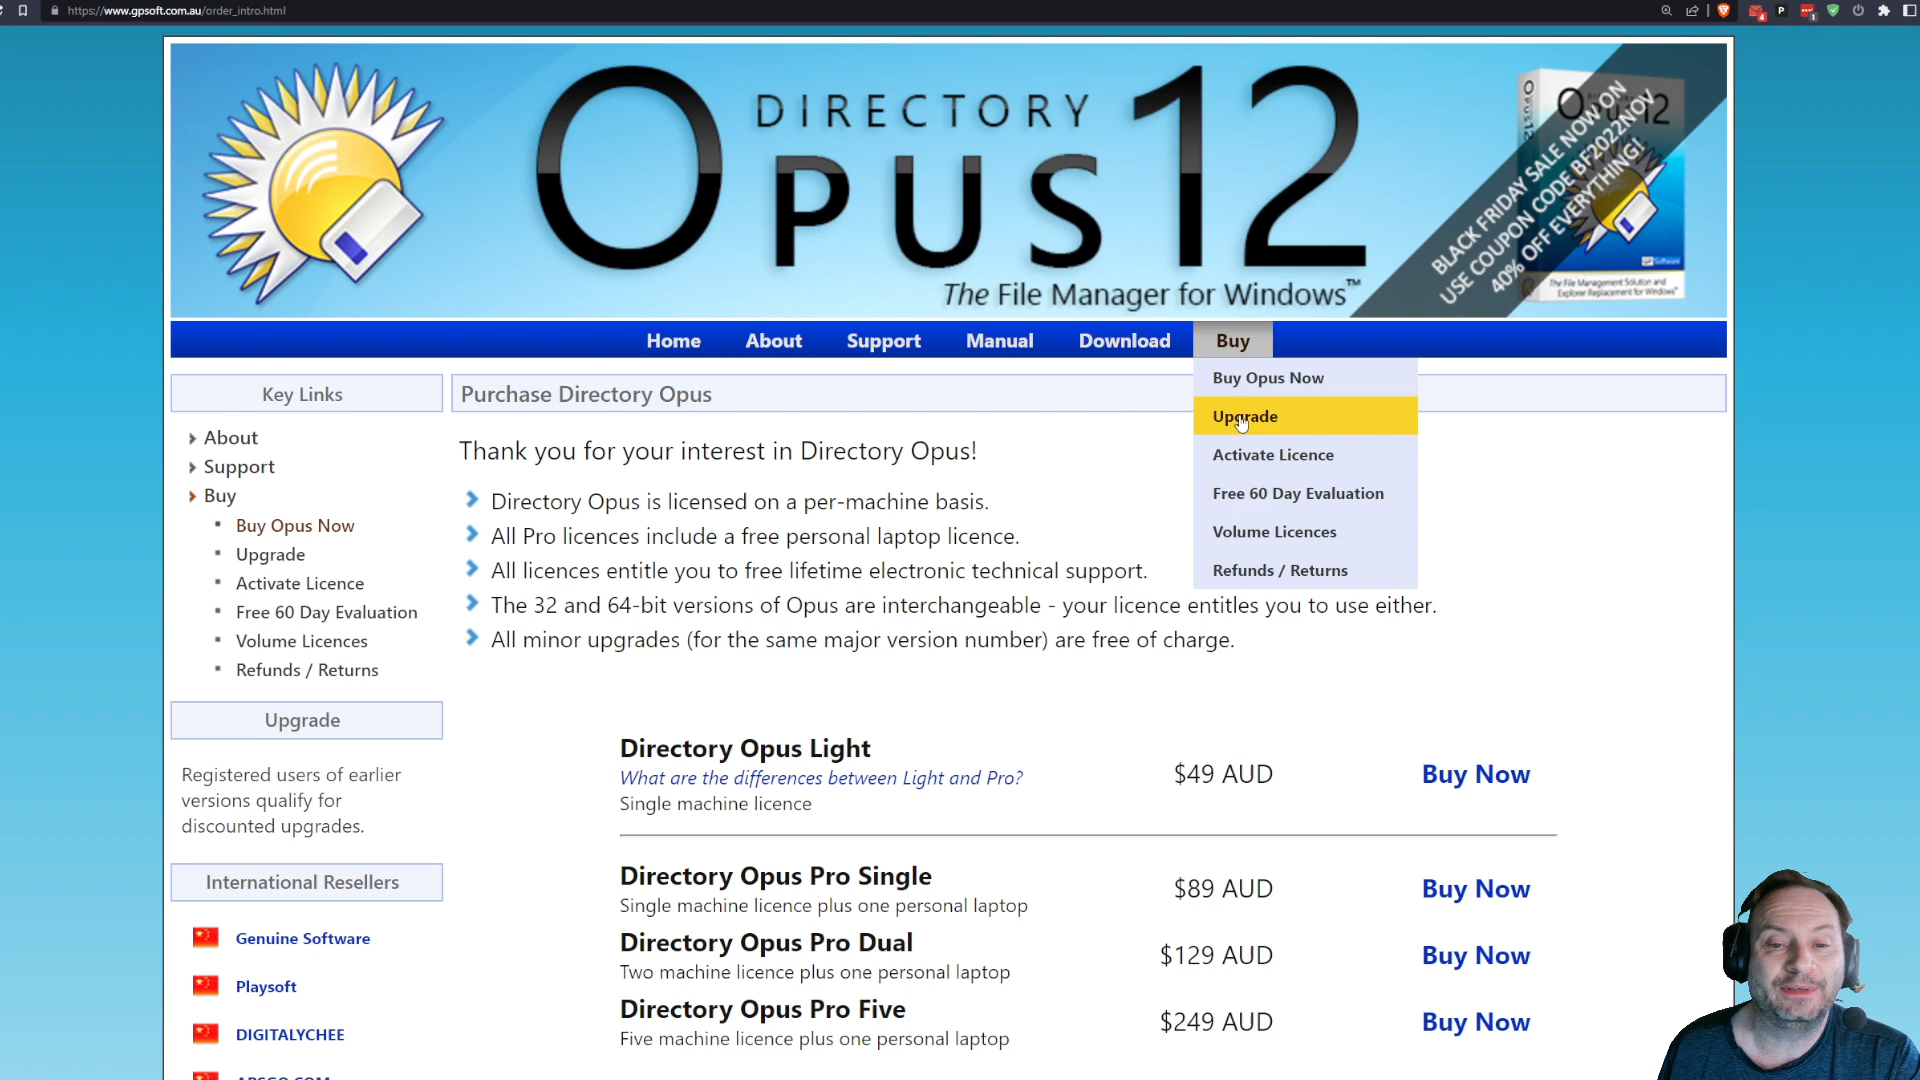 https://www.gpsoft.com.au/order_intro.html
DIRECTORY
OPUS 12
The File Manager for Windows™
BLACK FRIDAY SALE NOW ON
USE COUPON CODE BF2022NOV
40% OFF EVERYTHING!
OPUS 12
The File Management Solution and
Explorer Replacement for Windows
Home
About
Support
Manual
Download
Buy
Buy Opus Now
Upgrade
Activate Licence
Free 60 Day Evaluation
Volume Licences
Refunds / Returns
Key Links
About
Support
Buy
Buy Opus Now
Upgrade
Activate Licence
Free 60 Day Evaluation
Volume Licences
Refunds / Returns
Upgrade
Registered users of earlier
versions qualify for
discounted upgrades.
International Resellers
Genuine Software
Playsoft
DIGITALYCHEE
Purchase Directory Opus
Thank you for your interest in Directory Opus!
Directory Opus is licensed on a per-machine basis.
All Pro licences include a free personal laptop licence.
All licences entitle you to free lifetime electronic technical support.
The 32 and 64-bit versions of Opus are interchangeable - your licence entitles you to use either.
All minor upgrades (for the same major version number) are free of charge.
Directory Opus Light
What are the differences between Light and Pro?
Single machine licence
$49 AUD
Buy Now
Directory Opus Pro Single
Single machine licence plus one personal laptop
$89 AUD
Buy Now
Directory Opus Pro Dual
Two machine licence plus one personal laptop
$129 AUD
Buy Now
Directory Opus Pro Five
Five machine licence plus one personal laptop
$249 AUD
Buy Now